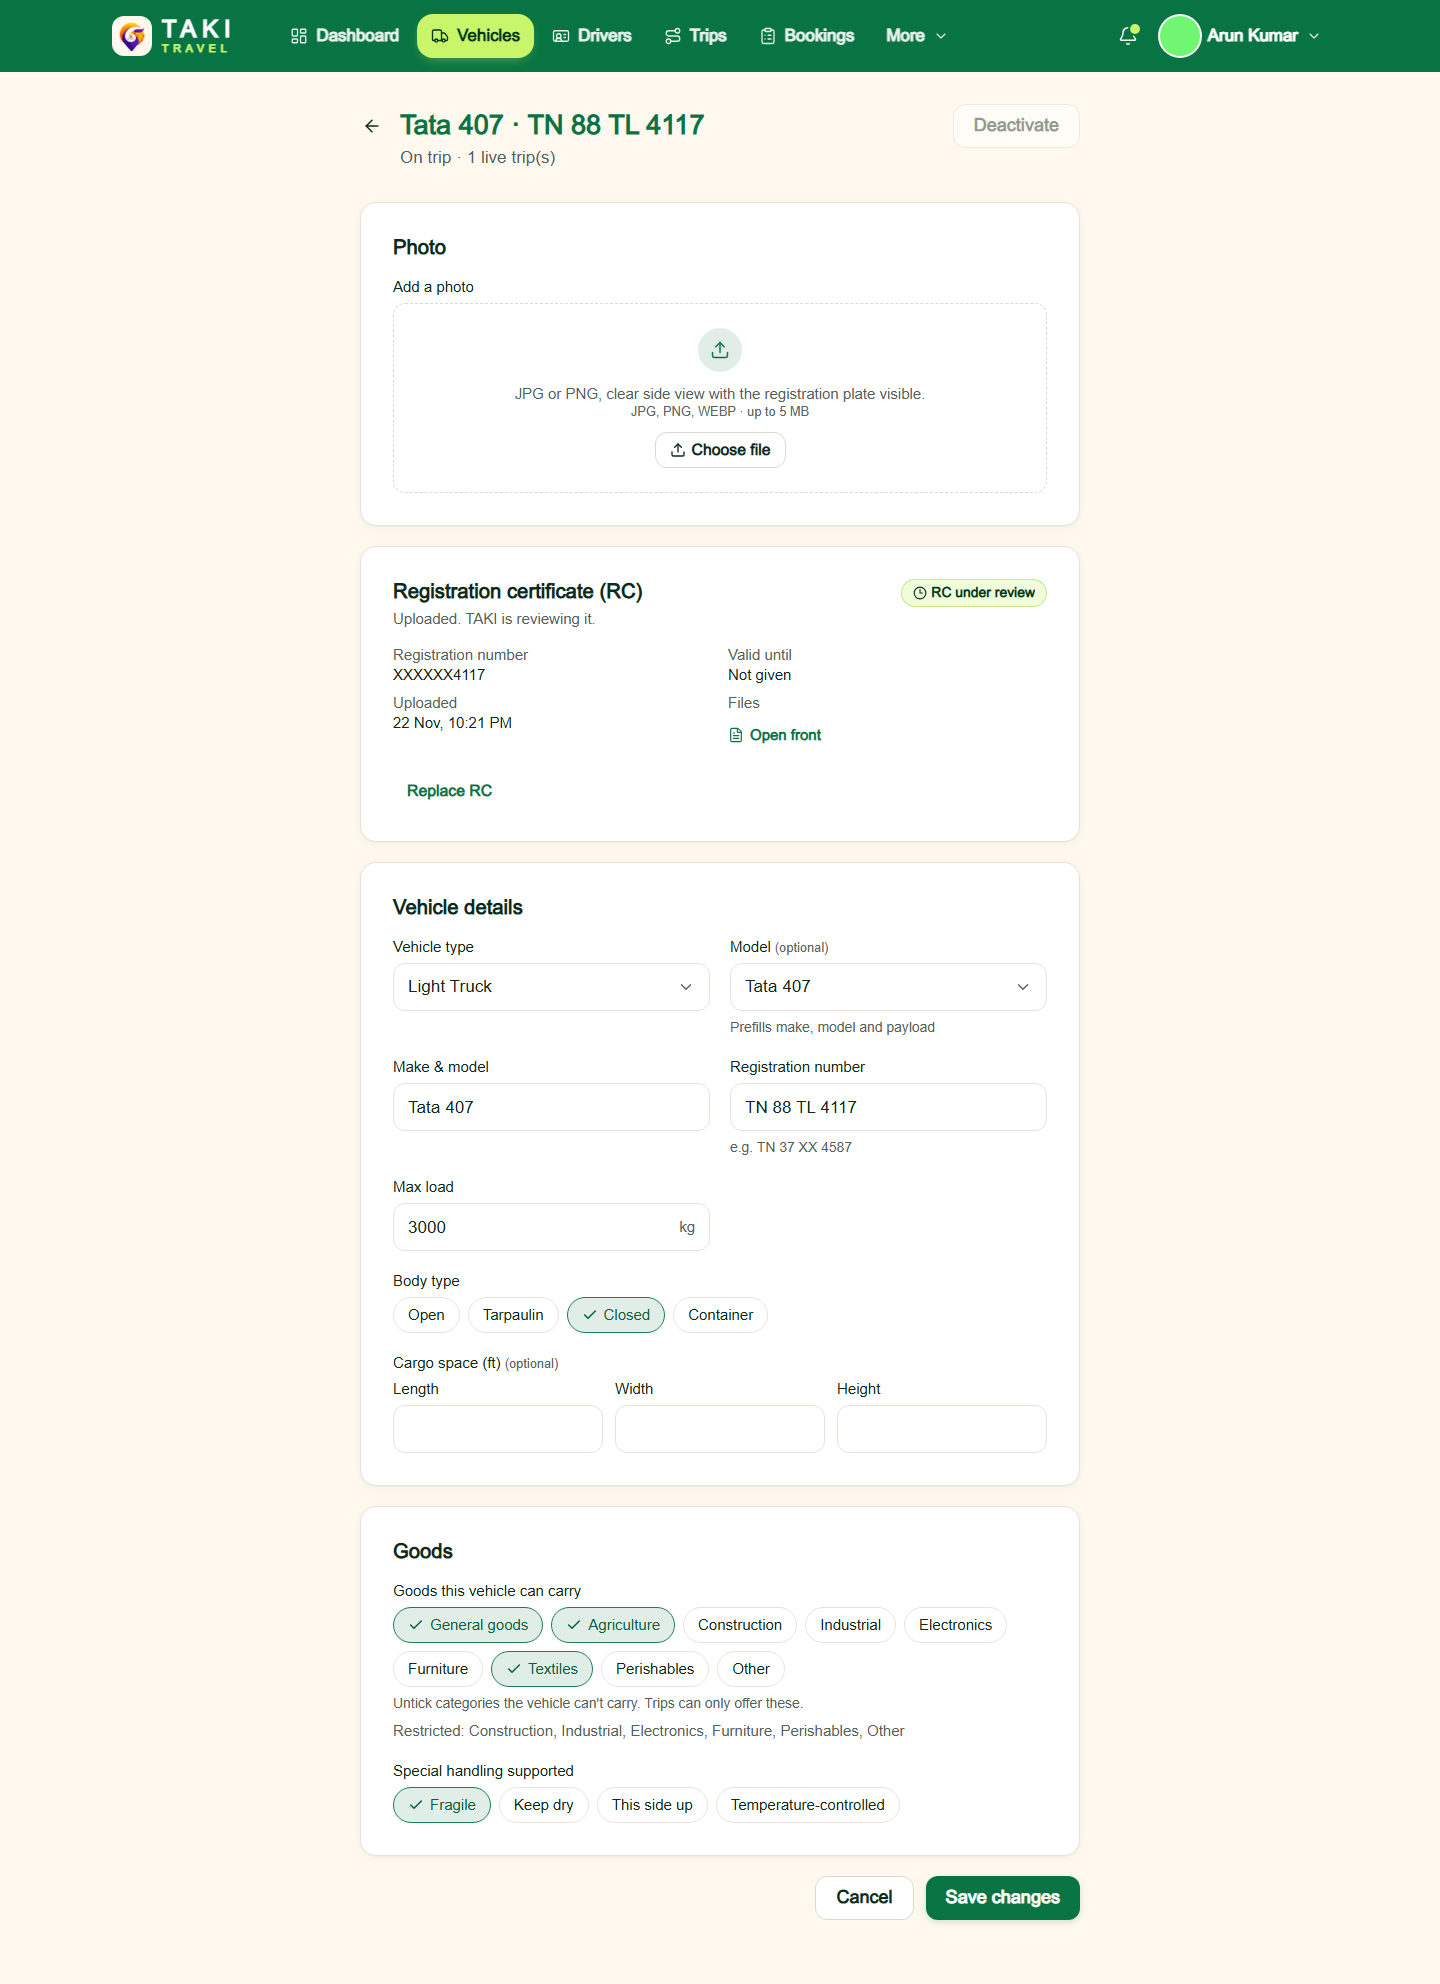 TAKI
TRAVEL
Dashboard
Vehicles
Drivers
Trips
Bookings
More
Arun Kumar
Tata 407 · TN 88 TL 4117
Deactivate
On trip · 1 live trip(s)
Photo
Add a photo
JPG or PNG, clear side view with the registration plate visible.
JPG, PNG, WEBP · up to 5 MB
Choose file
Registration certificate (RC)
RC under review
Uploaded. TAKI is reviewing it.
Registration number
XXXXXX4117
Valid until
Not given
Uploaded
22 Nov, 10:21 PM
Files
Open front
Replace RC
Vehicle details
Vehicle type
Light Truck
Model (optional)
Tata 407
Prefills make, model and payload
Make & model
Tata 407
Registration number
TN 88 TL 4117
e.g. TN 37 XX 4587
Max load
3000 kg
Body type
Open Tarpaulin Closed Container
Cargo space (ft) (optional)
Length Width Height
Goods
Goods this vehicle can carry
General goods Agriculture Construction Industrial Electronics
Furniture Textiles Perishables Other
Untick categories the vehicle can't carry. Trips can only offer these.
Restricted: Construction, Industrial, Electronics, Furniture, Perishables, Other
Special handling supported
Fragile Keep dry This side up Temperature-controlled
Cancel Save changes